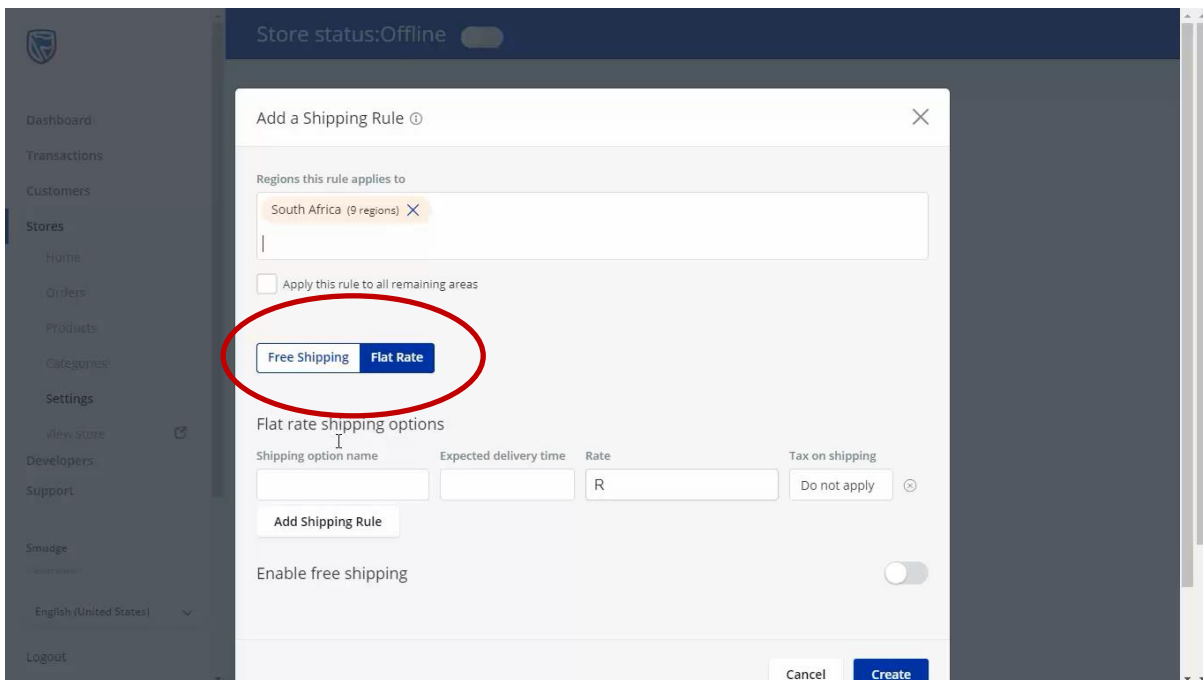 Store status:Offline
Dashboard
Transactions
Customers
Stores
Home
Orders
Products
Categories
Settings
View store
Developers
Support
Smudge
English (United States)
Logout
Add a Shipping Rule
Regions this rule applies to
South Africa (9 regions)
Apply this rule to all remaining areas
Free Shipping Flat Rate
Flat rate shipping options
Shipping option name Expected delivery time Rate Tax on shipping
R Do not apply
Add Shipping Rule
Enable free shipping
Cancel Create